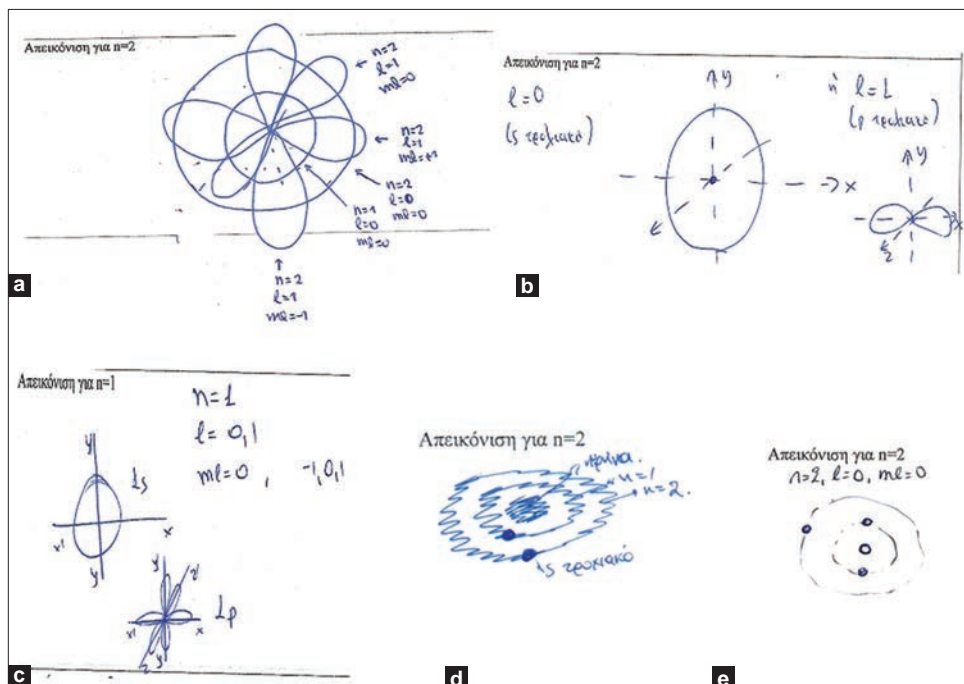 Απεικόνιση για n=2
n=2
l=1
ml=0
n=2
l=1
ml=+1
n=2
l=0
ml=0
n=1
l=0
ml=0
n=2
l=1
ml=-1
a
Απεικόνιση για n=2
l=0
(s τροχιακό)
y
x
z
ή l=1
(p τροχιακό)
y
x
z
b
Απεικόνιση για n=1
n=1
l= 0,1
ml=0 , -1,0,1
y
1s
x' x
y
y z'
1p
x' x
z y'
c
Απεικόνιση για n=2
πυρήνα.
n=1
n=2.
1s τροχιακό
d
Απεικόνιση για n=2
n=2, l=0, ml=0
e